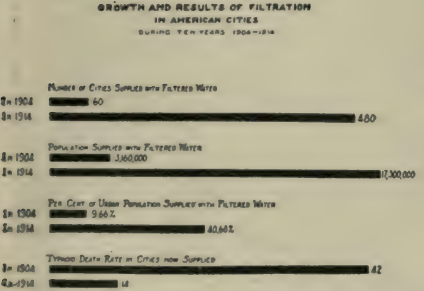 GROWTH AND RESULTS OF FILTRATION
IN AMERICAN CITIES
DURING TEN YEARS 1904-1914
NUMBER OF CITIES SUPPLIED WITH FILTERED WATER
IN 1904 60
IN 1914 480
POPULATION SUPPLIED WITH FILTERED WATER
IN 1904 3,160,000
IN 1914 17,300,000
PER CENT OF URBAN POPULATION SUPPLIED WITH FILTERED WATER
IN 1904 9.66%
IN 1914 40.60%
TYPHOID DEATH RATE IN CITIES NOW SUPPLIED
IN 1904 42
IN 1914